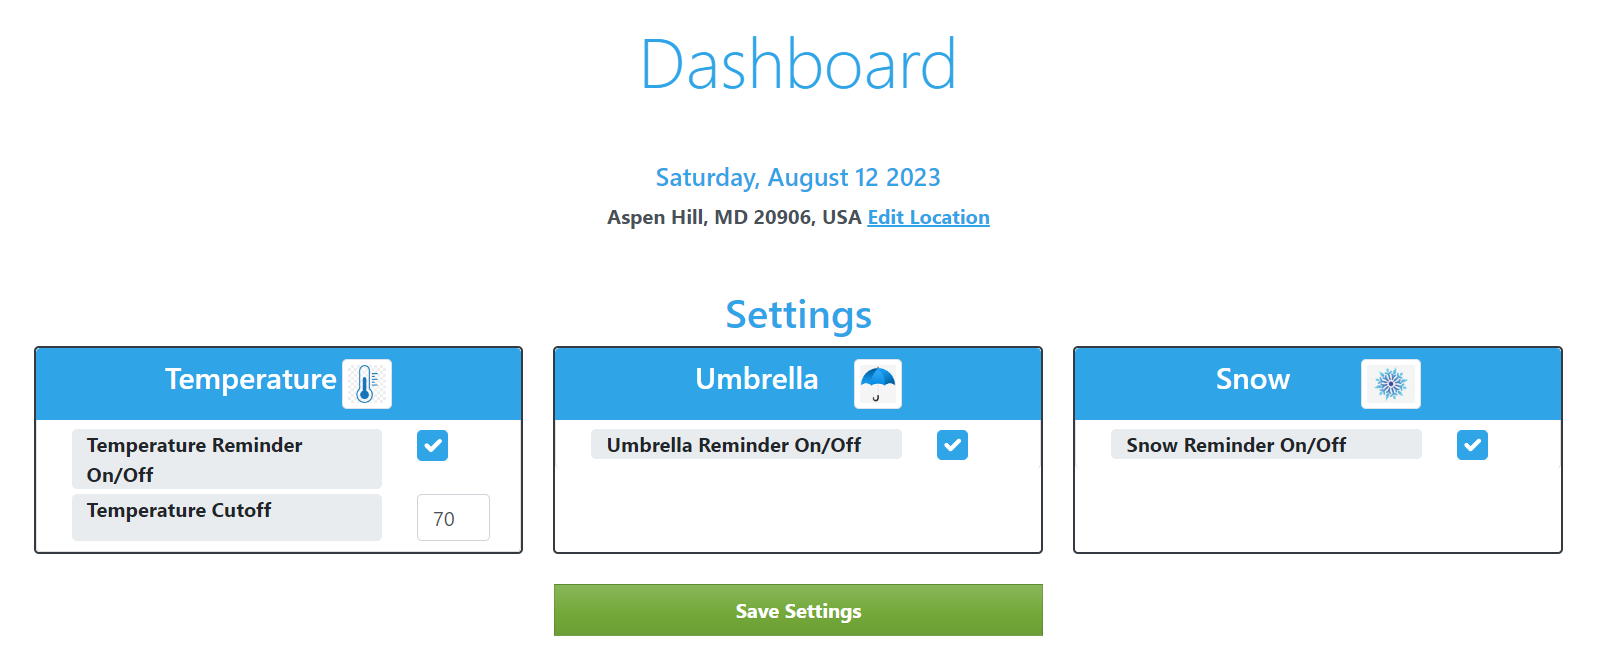 Dashboard
Saturday, August 12 2023
Aspen Hill, MD 20906, USA Edit Location
Settings
Temperature
Temperature Reminder
On/Off
Temperature Cutoff
70
Umbrella
Umbrella Reminder On/Off
Snow
Snow Reminder On/Off
Save Settings